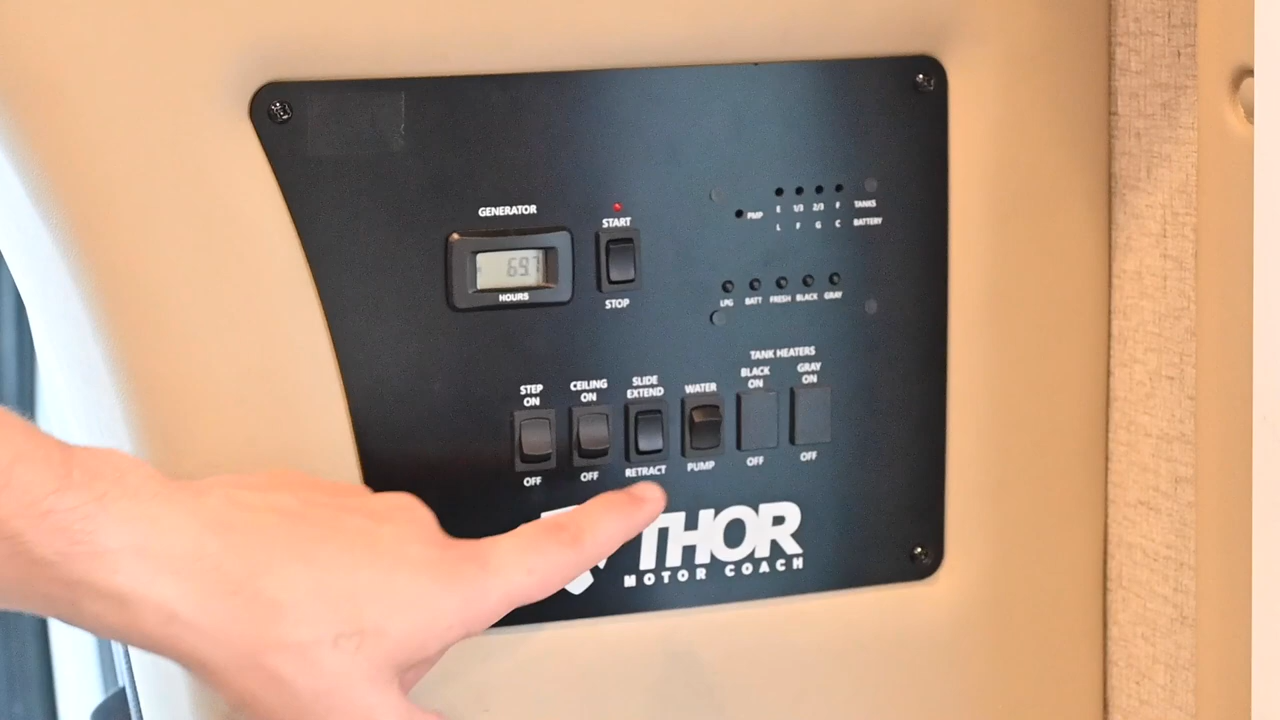 GENERATOR
69.7
HOURS
START
STOP
PMP
E 1/3 2/3 F TANKS
L F G C BATTERY
LPG BATT FRESH BLACK GRAY
TANK HEATERS
STEP ON
CEILING ON
SLIDE EXTEND
WATER
BLACK ON
GRAY ON
OFF
OFF
RETRACT
PUMP
OFF
OFF
THOR
MOTOR COACH